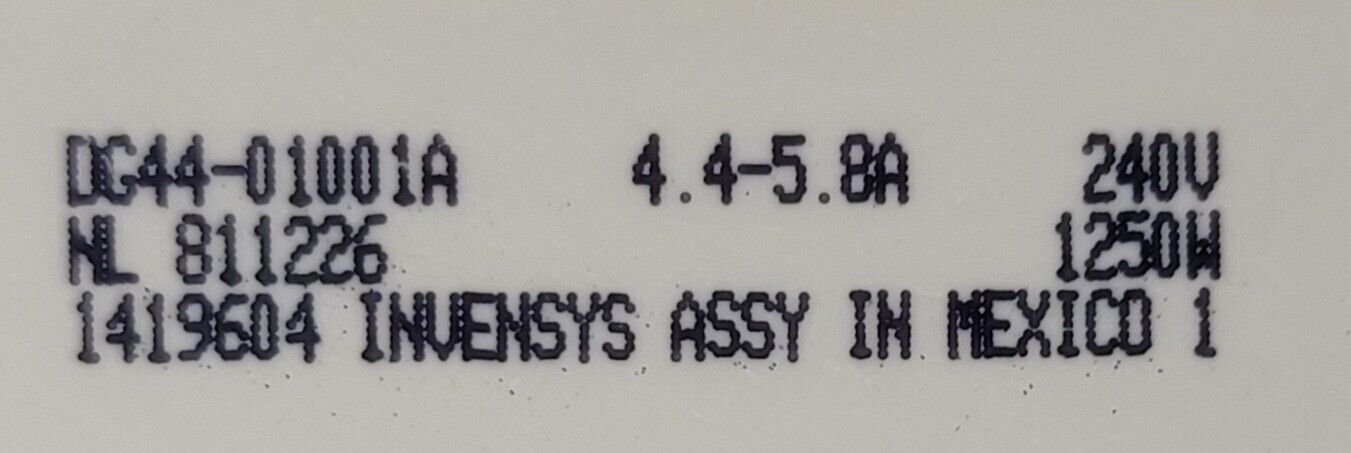 DG44-01001A 4.4-5.8A 240V
NL 811226 1250W
1419604 INVENSYS ASSY IN MEXICO 1